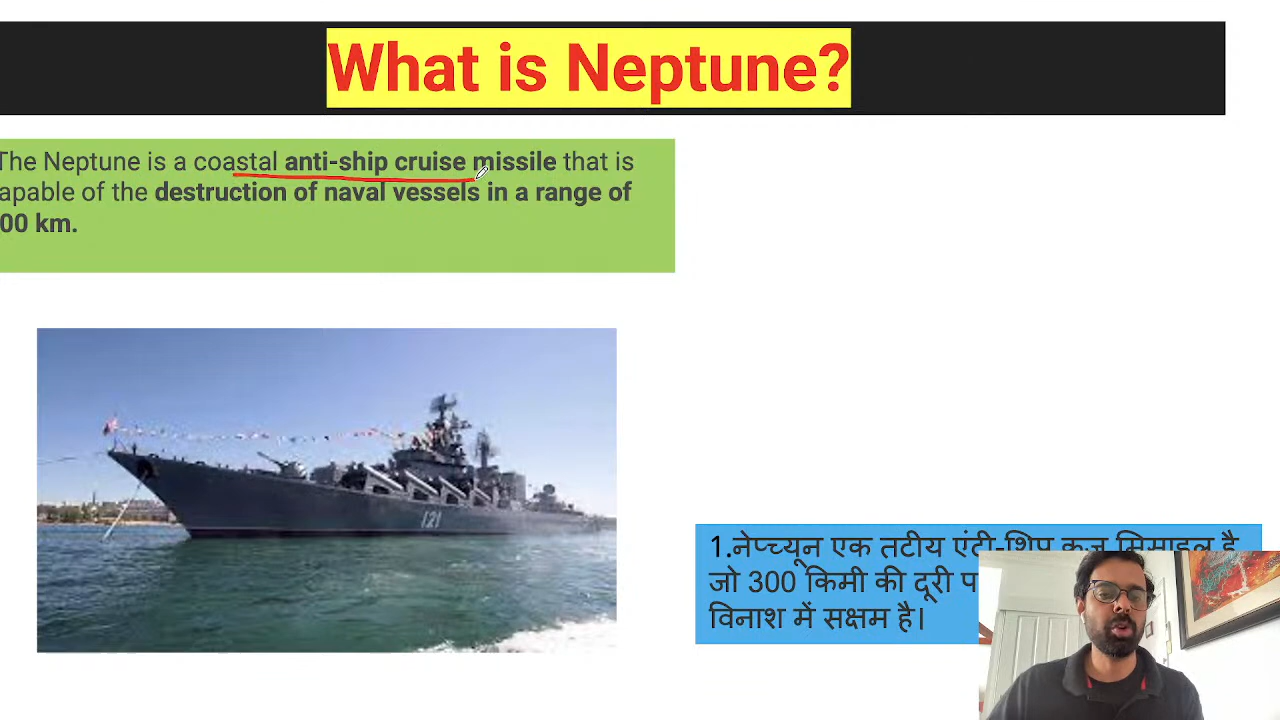 What is Neptune?
The Neptune is a coastal anti-ship cruise missile that is
apable of the destruction of naval vessels in a range of
00 km.
121
1.नेप्च्यून एक तटीय एंटी-शिप क्रूज मिसाइल है
जो 300 किमी की दूरी
विनाश में सक्षम है।